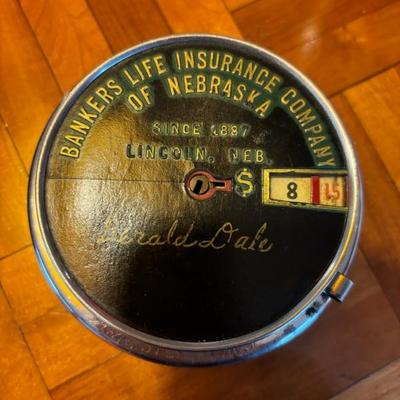 BANKERS LIFE INSURANCE COMPANY
OF NEBRASKA
SINCE 1887
LINCOLN, NEB.
$ 8 15
Gerald Dale